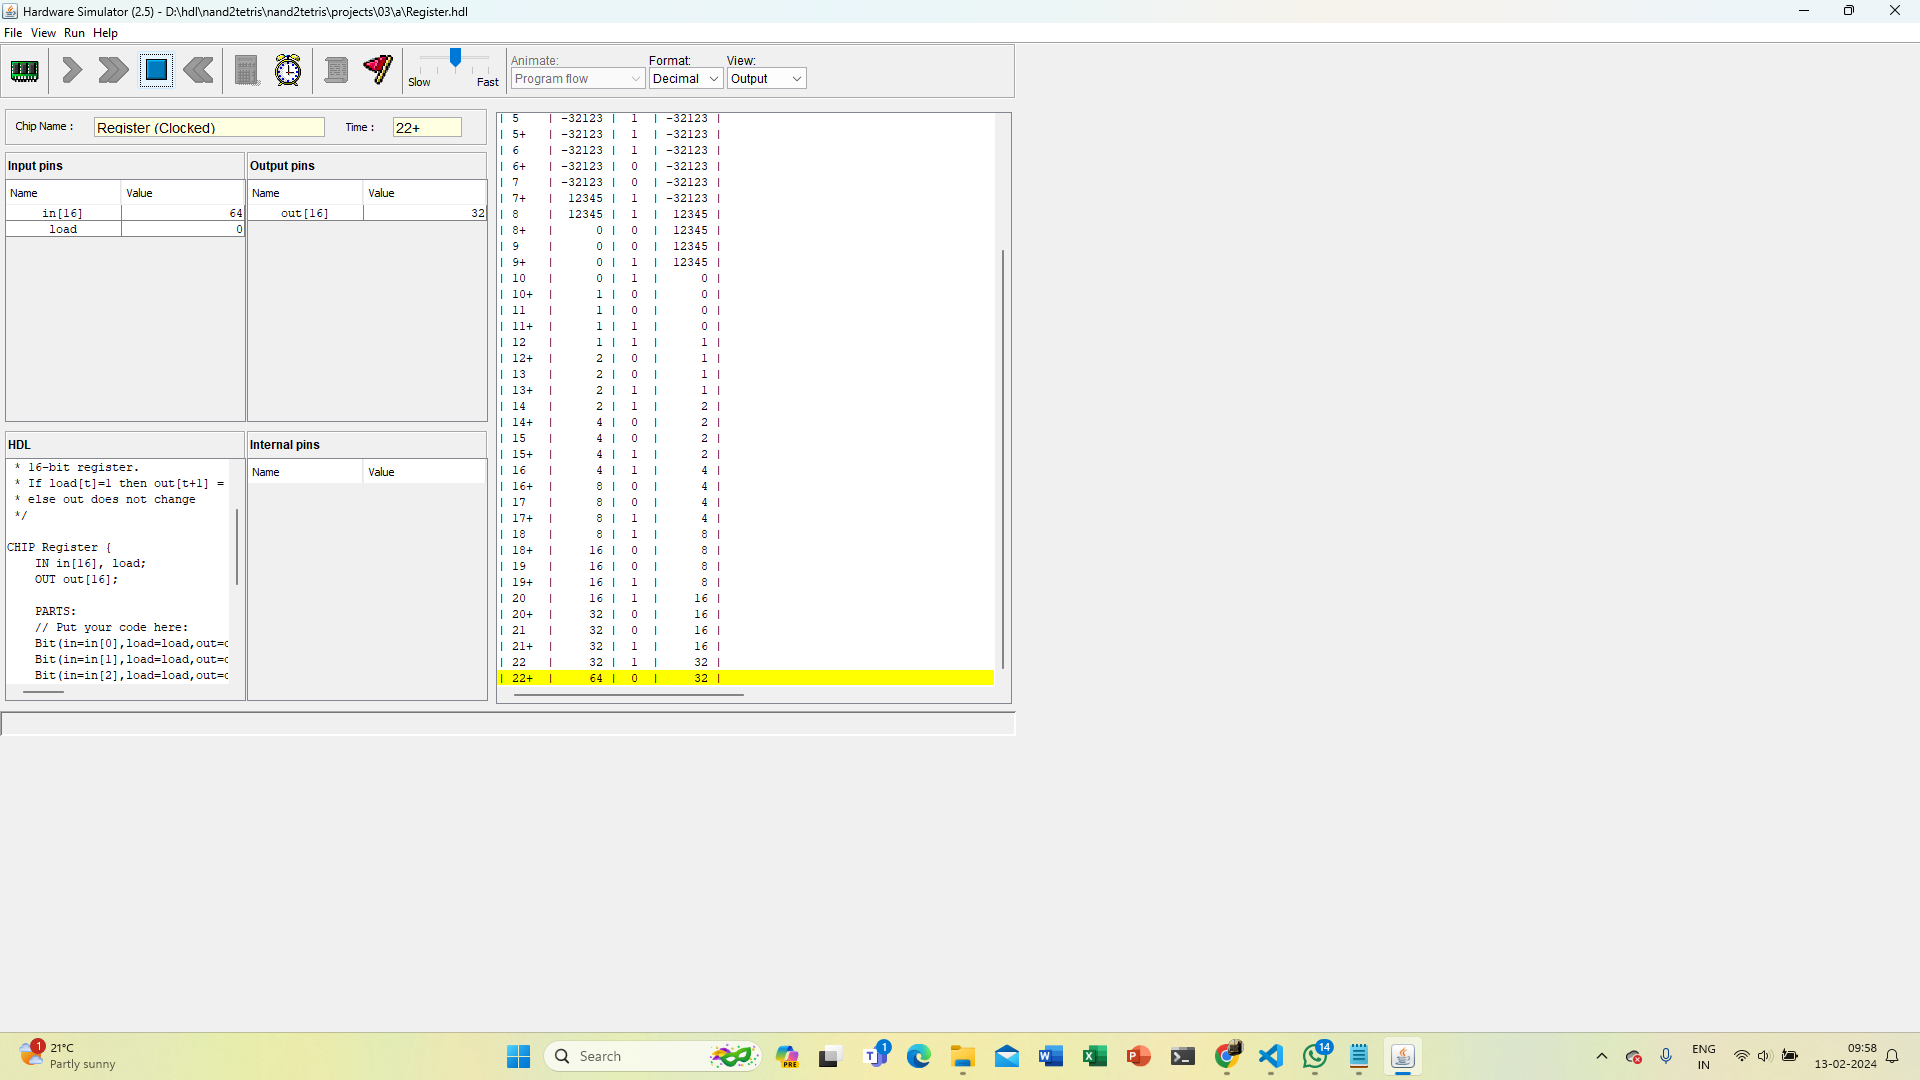 Hardware Simulator (2.5) - D:\hdl\nand2tetris\nand2tetris\projects\03\a\Register.hdl
File View Run Help
Slow Fast
Animate: Format: View:
Program flow Decimal Output
Chip Name : Register (Clocked) Time : 22+
Input pins
Name Value
in[16] 64
load 0
Output pins
Name Value
out[16] 32
HDL
* 16-bit register.
* If load[t]=1 then out[t+1] =
* else out does not change
*/
CHIP Register {
IN in[16], load;
OUT out[16];
PARTS:
// Put your code here:
Bit(in=in[0],load=load,out=o
Bit(in=in[1],load=load,out=o
Bit(in=in[2],load=load,out=o
Internal pins
Name Value
| 5 | -32123 | 1 | -32123 |
| 5+ | -32123 | 1 | -32123 |
| 6 | -32123 | 1 | -32123 |
| 6+ | -32123 | 0 | -32123 |
| 7 | -32123 | 0 | -32123 |
| 7+ | 12345 | 1 | -32123 |
| 8 | 12345 | 1 | 12345 |
| 8+ | 0 | 0 | 12345 |
| 9 | 0 | 0 | 12345 |
| 9+ | 0 | 1 | 12345 |
| 10 | 0 | 1 | 0 |
| 10+ | 1 | 0 | 0 |
| 11 | 1 | 0 | 0 |
| 11+ | 1 | 1 | 0 |
| 12 | 1 | 1 | 1 |
| 12+ | 2 | 0 | 1 |
| 13 | 2 | 0 | 1 |
| 13+ | 2 | 1 | 1 |
| 14 | 2 | 1 | 2 |
| 14+ | 4 | 0 | 2 |
| 15 | 4 | 0 | 2 |
| 15+ | 4 | 1 | 2 |
| 16 | 4 | 1 | 4 |
| 16+ | 8 | 0 | 4 |
| 17 | 8 | 0 | 4 |
| 17+ | 8 | 1 | 4 |
| 18 | 8 | 1 | 8 |
| 18+ | 16 | 0 | 8 |
| 19 | 16 | 0 | 8 |
| 19+ | 16 | 1 | 8 |
| 20 | 16 | 1 | 16 |
| 20+ | 32 | 0 | 16 |
| 21 | 32 | 0 | 16 |
| 21+ | 32 | 1 | 16 |
| 22 | 32 | 1 | 32 |
| 22+ | 64 | 0 | 32 |
1
21°C
Partly sunny
Search
PRE
1
14
ENG
IN
09:58
13-02-2024